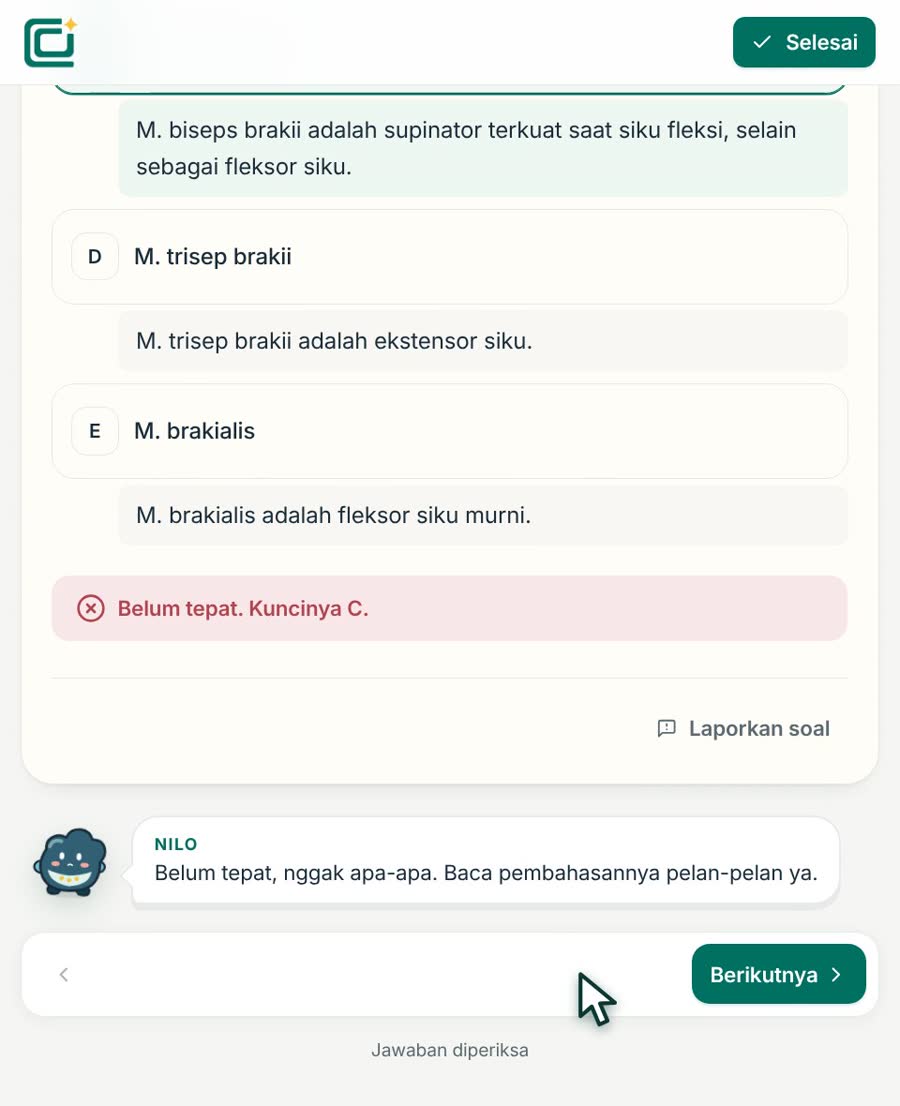 Selesai
M. biseps brakii adalah supinator terkuat saat siku fleksi, selain
sebagai fleksor siku.
D
M. trisep brakii
M. trisep brakii adalah ekstensor siku.
E
M. brakialis
M. brakialis adalah fleksor siku murni.
Belum tepat. Kuncinya C.
Laporkan soal
NILO
Belum tepat, nggak apa-apa. Baca pembahasannya pelan-pelan ya.
Berikutnya
Jawaban diperiksa